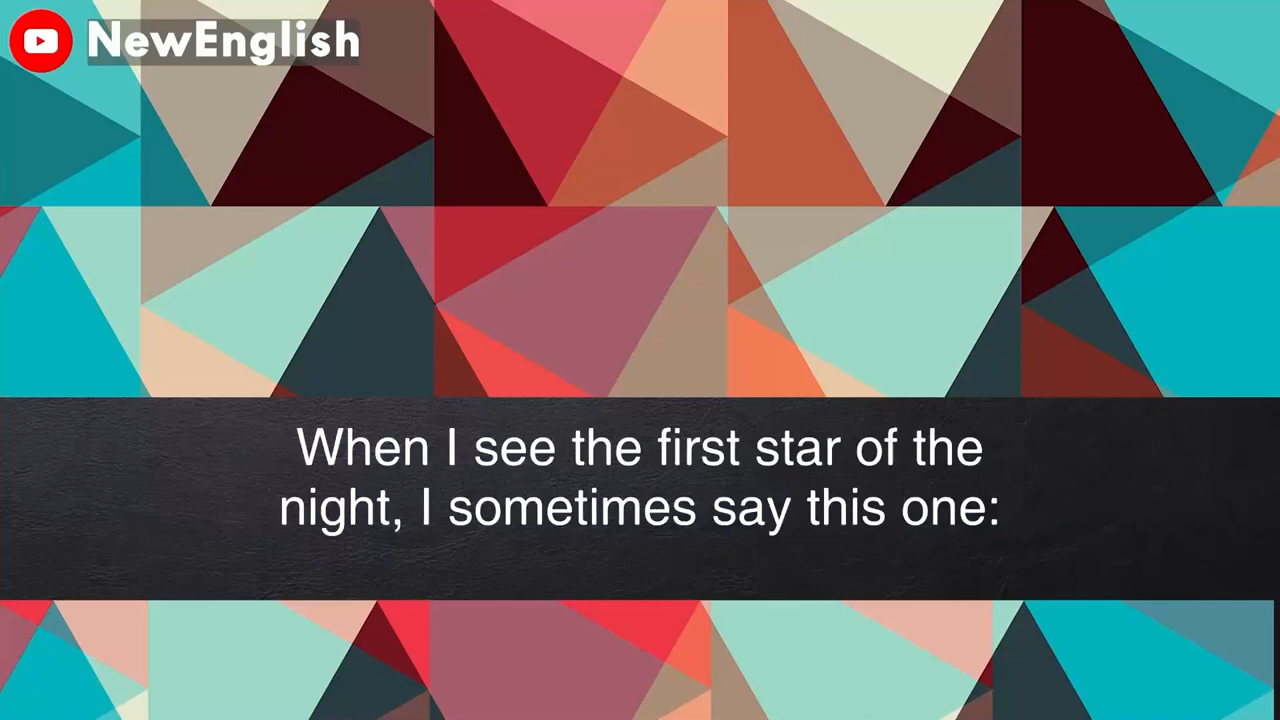 NewEnglish
When I see the first star of the
night, I sometimes say this one: